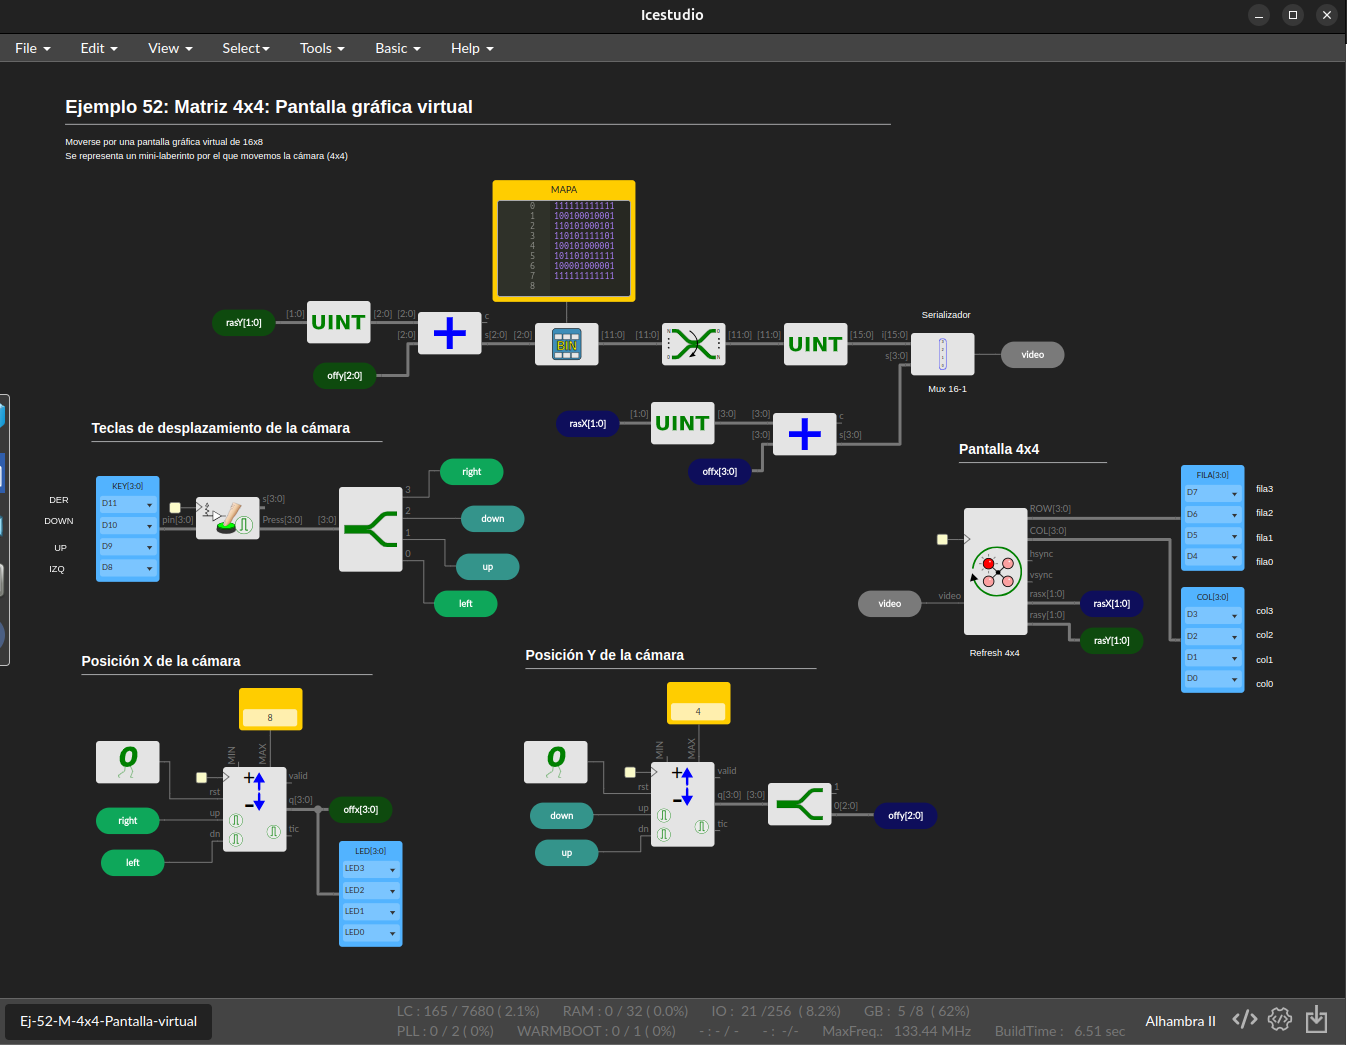 Icestudio
File Edit View Select Tools Basic Help
Ejemplo 52: Matriz 4x4: Pantalla gráfica virtual
Moverse por una pantalla gráfica virtual de 16x8
Se representa un mini-laberinto por el que movemos la cámara (4x4)
MAPA
0 111111111111
1 100100010001
2 110101000101
3 110101111101
4 100101000001
5 101101011111
6 100001000001
7 111111111111
8
rasY[1:0] [1:0] UINT [2:0] [2:0] c
[2:0] s[2:0] [2:0] BIN [11:0] [11:0] N 0 0 N [11:0] [11:0] UINT [15:0] i[15:0]
s[3:0]
offy[2:0]
Serializador
video
Mux 16-1
rasX[1:0] [1:0] UINT [3:0] [3:0] c
[3:0] s[3:0]
offx[3:0]
Teclas de desplazamiento de la cámara
DER
DOWN
UP
IZQ
KEY[3:0]
D11
D10
D9
D8
pin[3:0]
s[3:0]
Press[3:0] [3:0]
3
2
1
0
right
down
up
left
Pantalla 4x4
ROW[3:0]
COL[3:0]
hsync
vsync
rasx[1:0]
rasy[1:0]
video video
rasX[1:0]
rasY[1:0]
Refresh 4x4
FILA[3:0]
D7 fila3
D6 fila2
D5 fila1
D4 fila0
COL[3:0]
D3 col3
D2 col2
D1 col1
D0 col0
Posición X de la cámara
8
0
MIN MAX
rst
up
dn
valid
q[3:0]
tic
right
left
offx[3:0]
LED[3:0]
LED3
LED2
LED1
LED0
Posición Y de la cámara
4
0
MIN MAX
rst
up
dn
valid
q[3:0] [3:0]
tic
down
up
1
0[2:0]
offy[2:0]
Ej-52-M-4x4-Pantalla-virtual
LC : 165 / 7680 ( 2.1%) RAM : 0 / 32 ( 0.0%) IO : 21 /256 ( 8.2%) GB : 5 /8 ( 62%)
PLL : 0 / 2 ( 0%) WARMBOOT : 0 / 1 ( 0%) - : - / - - : -/- MaxFreq.: 133.44 MHz BuildTime : 6.51 sec
Alhambra II